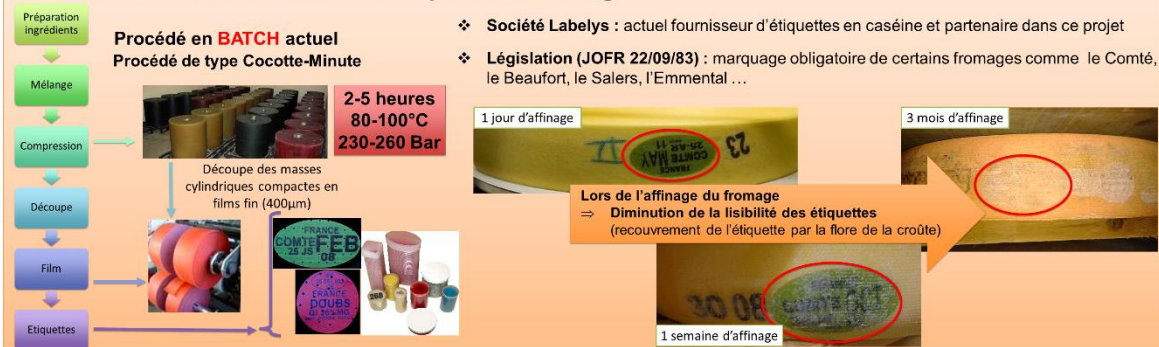 Préparation
ingrédients
Mélange
Compression
Découpe
Film
Etiquettes
Procédé en BATCH actuel
Procédé de type Cocotte-Minute
2-5 heures
80-100°C
230-260 Bar
Découpe des masses
cylindriques compactes en
films fin (400µm)
FRANCE
COMTE FEB
25 JS 08
FRANCE
DOUBS
268
❖ Société Labelys : actuel fournisseur d'étiquettes en caséine et partenaire dans ce projet
❖ Législation (JOFR 22/09/83) : marquage obligatoire de certains fromages comme le Comté,
le Beaufort, le Salers, l'Emmental …
1 jour d'affinage
FRANCE
COMTE MAY
25-AR 11
23
3 mois d'affinage
Lors de l'affinage du fromage
⇒ Diminution de la lisibilité des étiquettes
(recouvrement de l'étiquette par la flore de la croûte)
30 08
1 semaine d'affinage